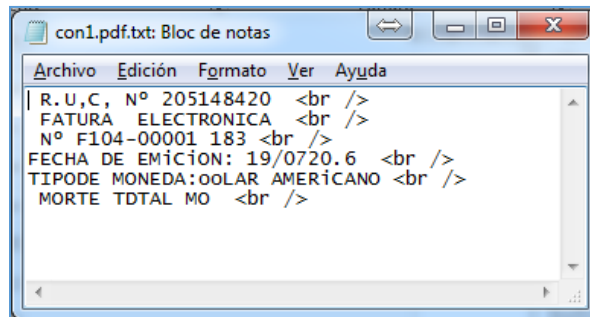 con1.pdf.txt: Bloc de notas
Archivo Edición Formato Ver Ayuda
R.U,C, Nº 205148420 <br />
FATURA ELECTRONICA <br />
Nº F104-00001 183 <br />
FECHA DE EMiCiON: 19/0720.6 <br />
TIPODE MONEDA:ooLAR AMERiCANO <br />
MORTE TDTAL MO <br />